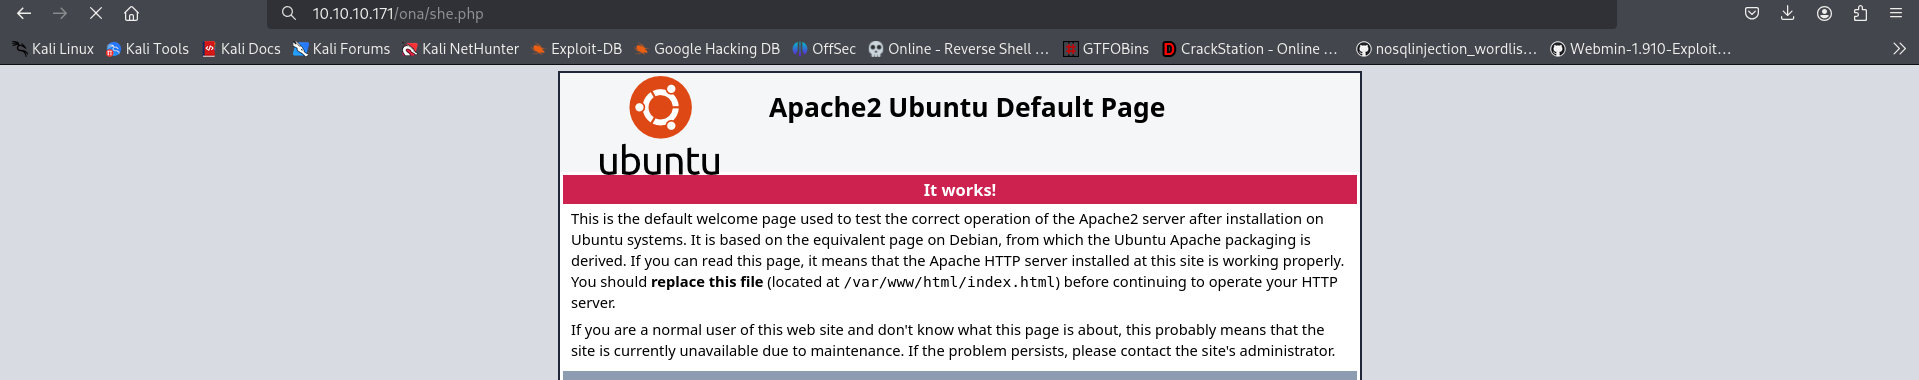 10.10.10.171/ona/she.php
Kali Linux Kali Tools Kali Docs Kali Forums Kali NetHunter Exploit-DB Google Hacking DB OffSec Online - Reverse Shell … GTFOBins CrackStation - Online … nosqlinjection_wordlis… Webmin-1.910-Exploit…
ubuntu
Apache2 Ubuntu Default Page
It works!
This is the default welcome page used to test the correct operation of the Apache2 server after installation on
Ubuntu systems. It is based on the equivalent page on Debian, from which the Ubuntu Apache packaging is
derived. If you can read this page, it means that the Apache HTTP server installed at this site is working properly.
You should replace this file (located at /var/www/html/index.html) before continuing to operate your HTTP
server.
If you are a normal user of this web site and don't know what this page is about, this probably means that the
site is currently unavailable due to maintenance. If the problem persists, please contact the site's administrator.